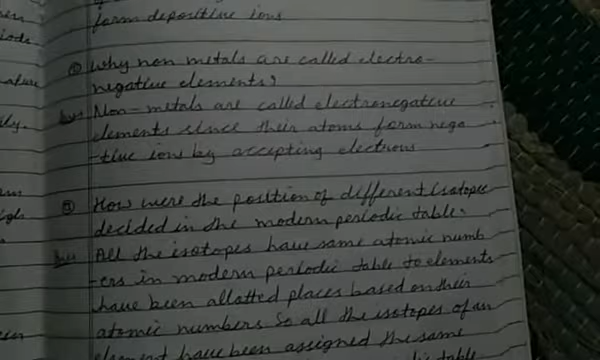 form depositive ions
Why non metals are called electro-
negative elements?
Ans Non-metals are called electronegative
elements since their atoms form nega
-tive ions by accepting electrons
How were the position of different isotopes
decided in the modern periodic table.
Ans All the isotopes have same atomic numb
-ers in modern periodic table to elements
have been allotted places based on their
atomic numbers so all the isotopes of an
element have been assigned the same
table